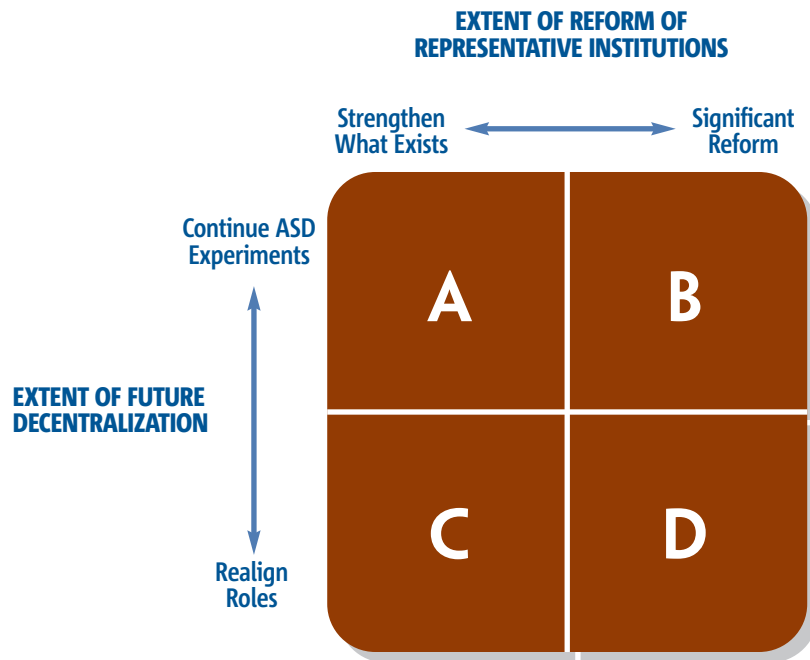 EXTENT OF REFORM OF
REPRESENTATIVE INSTITUTIONS
Strengthen
What Exists
Significant
Reform
Continue ASD
Experiments
A
B
EXTENT OF FUTURE
DECENTRALIZATION
C
D
Realign
Roles